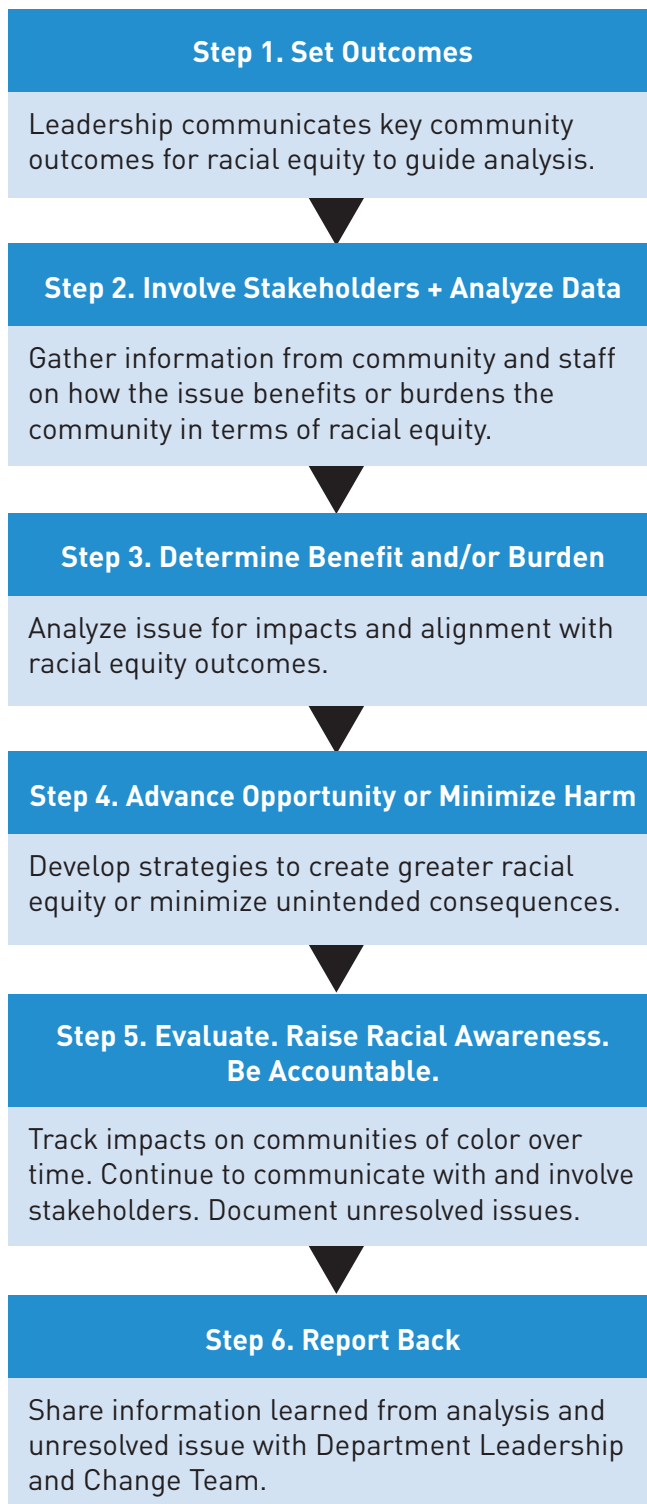 Step 1. Set Outcomes
Leadership communicates key community
outcomes for racial equity to guide analysis.
Step 2. Involve Stakeholders + Analyze Data
Gather information from community and staff
on how the issue benefits or burdens the
community in terms of racial equity.
Step 3. Determine Benefit and/or Burden
Analyze issue for impacts and alignment with
racial equity outcomes.
Step 4. Advance Opportunity or Minimize Harm
Develop strategies to create greater racial
equity or minimize unintended consequences.
Step 5. Evaluate. Raise Racial Awareness.
Be Accountable.
Track impacts on communities of color over
time. Continue to communicate with and involve
stakeholders. Document unresolved issues.
Step 6. Report Back
Share information learned from analysis and
unresolved issue with Department Leadership
and Change Team.